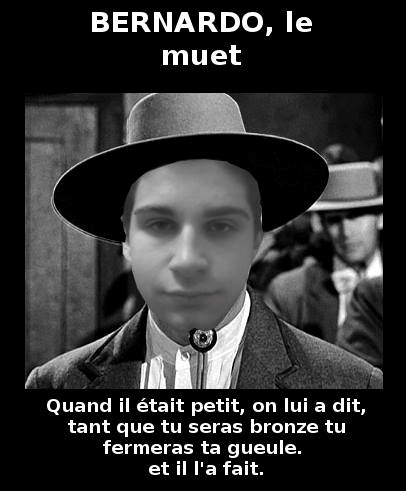 BERNARDO, le
muet
Quand il était petit, on lui a dit,
tant que tu seras bronze tu
fermeras ta gueule.
et il l'a fait.